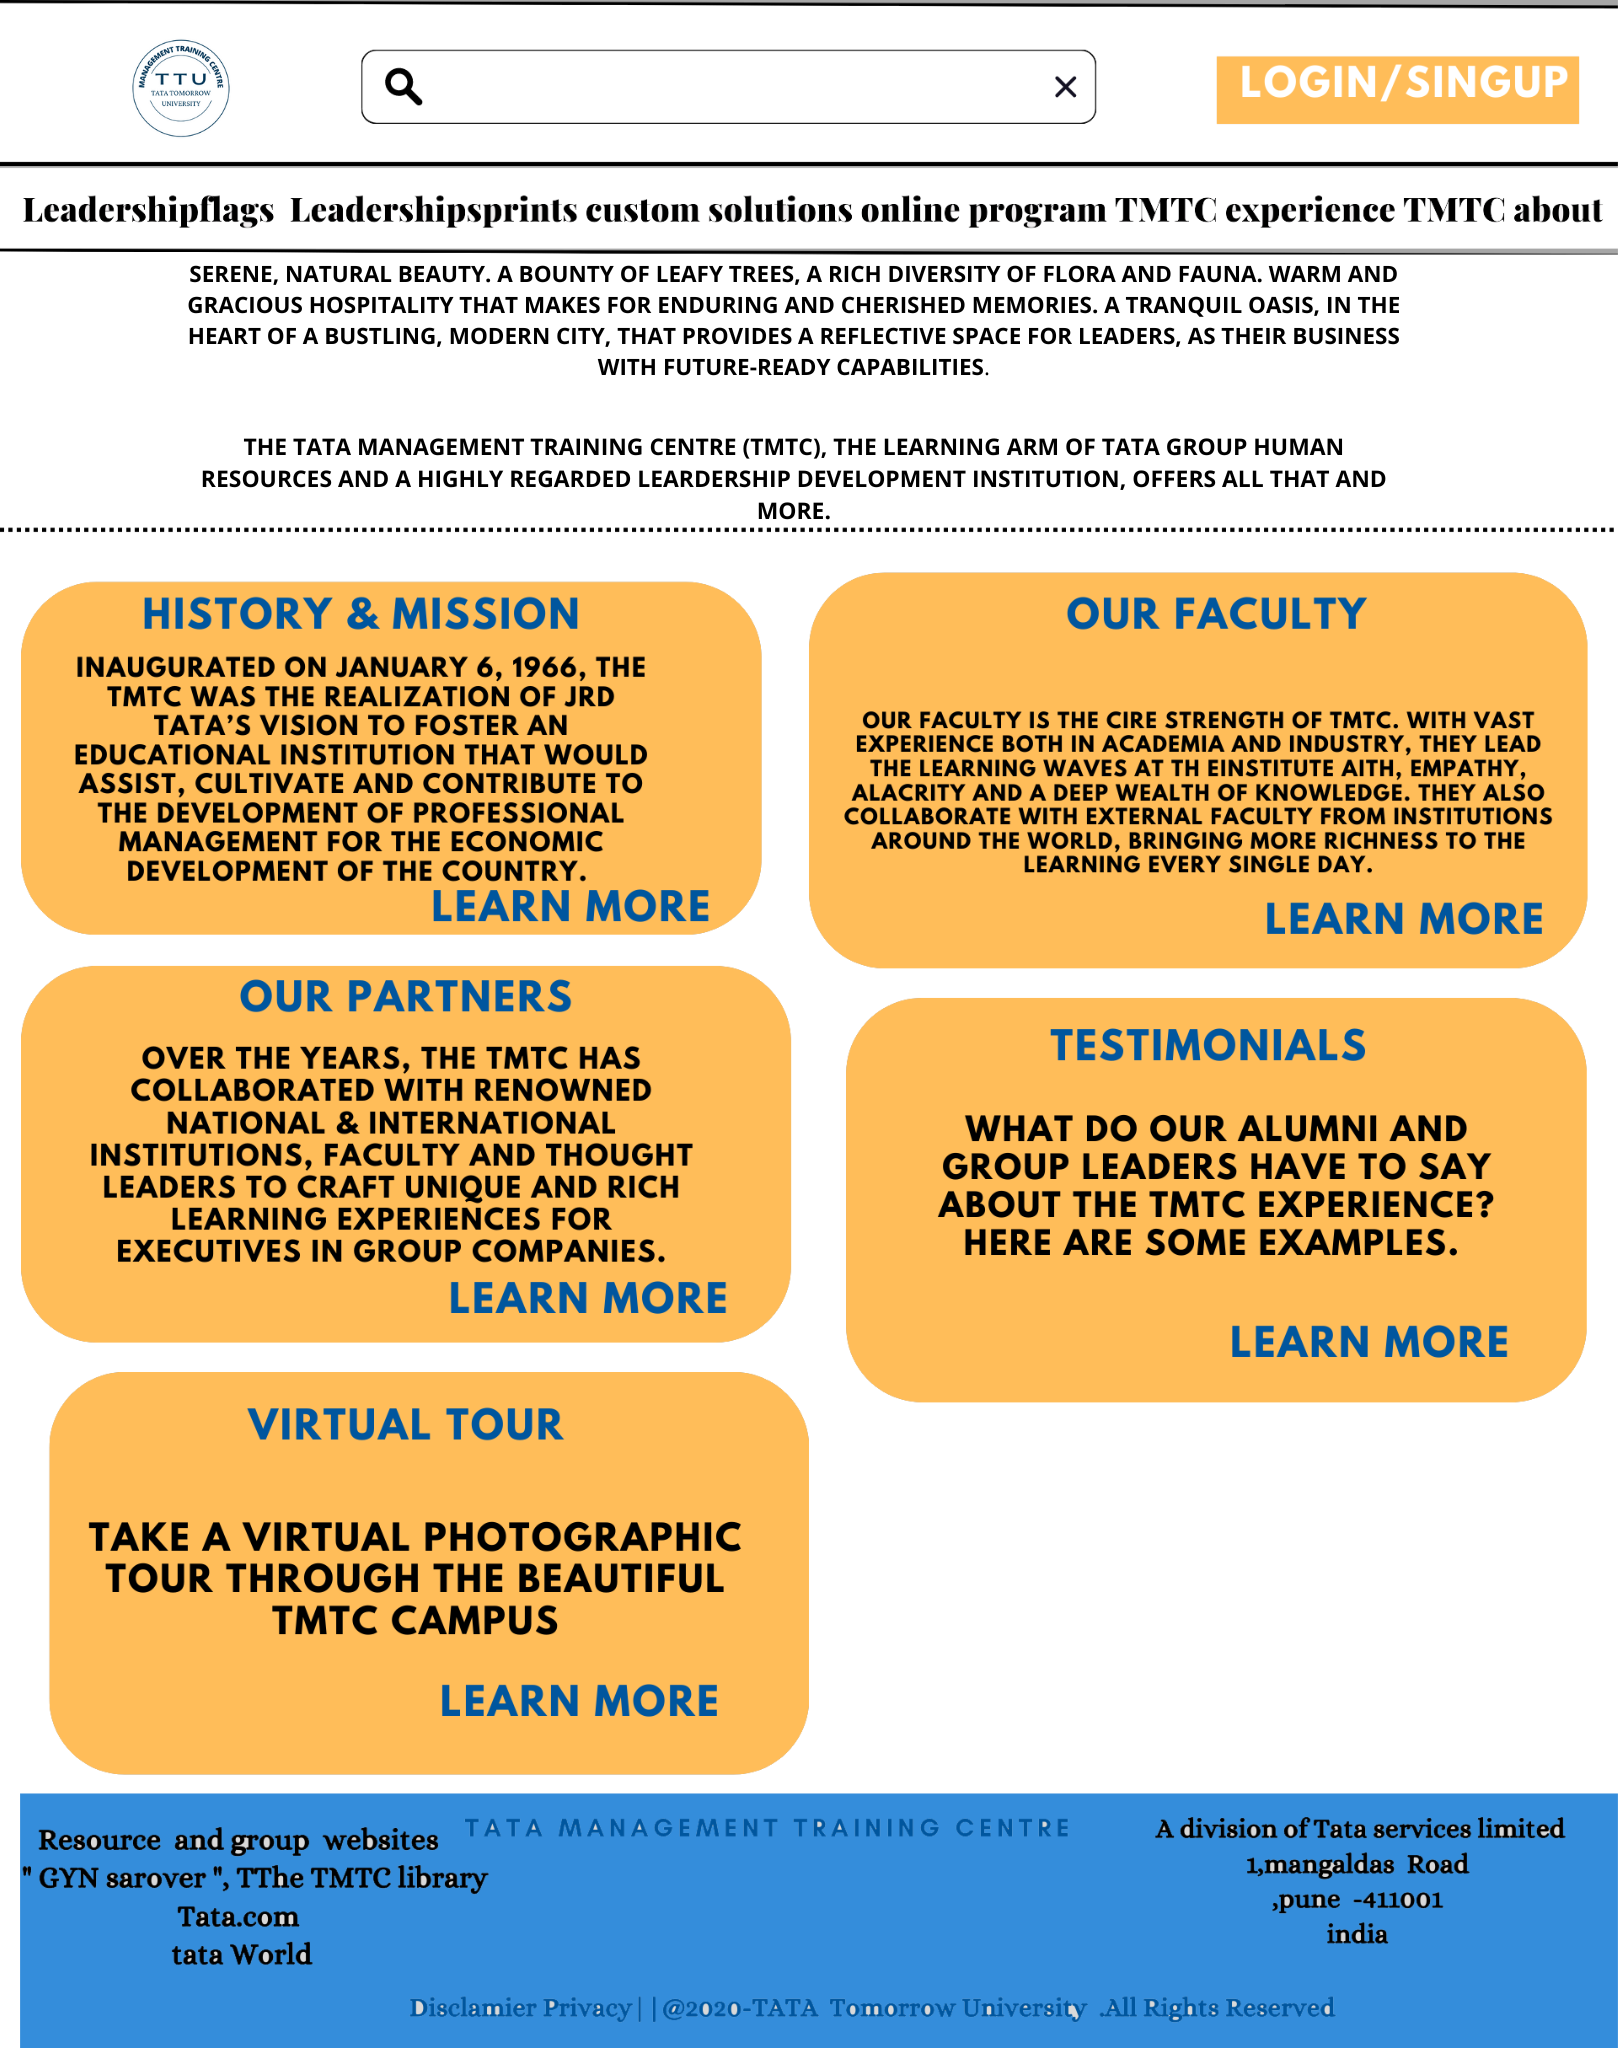 MANAGEMENT TRAINING CENTRE
TTU
TATA TOMORROW
UNIVERSITY
LOGIN/SINGUP
Leadershipflags Leadershipsprints custom solutions online program TMTC experience TMTC about
SERENE, NATURAL BEAUTY. A BOUNTY OF LEAFY TREES, A RICH DIVERSITY OF FLORA AND FAUNA. WARM AND
GRACIOUS HOSPITALITY THAT MAKES FOR ENDURING AND CHERISHED MEMORIES. A TRANQUIL OASIS, IN THE
HEART OF A BUSTLING, MODERN CITY, THAT PROVIDES A REFLECTIVE SPACE FOR LEADERS, AS THEIR BUSINESS
WITH FUTURE-READY CAPABILITIES.
THE TATA MANAGEMENT TRAINING CENTRE (TMTC), THE LEARNING ARM OF TATA GROUP HUMAN
RESOURCES AND A HIGHLY REGARDED LEARDERSHIP DEVELOPMENT INSTITUTION, OFFERS ALL THAT AND
MORE.
HISTORY & MISSION
INAUGURATED ON JANUARY 6, 1966, THE
TMTC WAS THE REALIZATION OF JRD
TATA’S VISION TO FOSTER AN
EDUCATIONAL INSTITUTION THAT WOULD
ASSIST, CULTIVATE AND CONTRIBUTE TO
THE DEVELOPMENT OF PROFESSIONAL
MANAGEMENT FOR THE ECONOMIC
DEVELOPMENT OF THE COUNTRY.
LEARN MORE
OUR FACULTY
OUR FACULTY IS THE CIRE STRENGTH OF TMTC. WITH VAST
EXPERIENCE BOTH IN ACADEMIA AND INDUSTRY, THEY LEAD
THE LEARNING WAVES AT TH EINSTITUTE AITH, EMPATHY,
ALACRITY AND A DEEP WEALTH OF KNOWLEDGE. THEY ALSO
COLLABORATE WITH EXTERNAL FACULTY FROM INSTITUTIONS
AROUND THE WORLD, BRINGING MORE RICHNESS TO THE
LEARNING EVERY SINGLE DAY.
LEARN MORE
OUR PARTNERS
OVER THE YEARS, THE TMTC HAS
COLLABORATED WITH RENOWNED
NATIONAL & INTERNATIONAL
INSTITUTIONS, FACULTY AND THOUGHT
LEADERS TO CRAFT UNIQUE AND RICH
LEARNING EXPERIENCES FOR
EXECUTIVES IN GROUP COMPANIES.
LEARN MORE
TESTIMONIALS
WHAT DO OUR ALUMNI AND
GROUP LEADERS HAVE TO SAY
ABOUT THE TMTC EXPERIENCE?
HERE ARE SOME EXAMPLES.
LEARN MORE
VIRTUAL TOUR
TAKE A VIRTUAL PHOTOGRAPHIC
TOUR THROUGH THE BEAUTIFUL
TMTC CAMPUS
LEARN MORE
Resource and group websites
" GYN sarover ", TThe TMTC library
Tata.com
tata World
TATA MANAGEMENT TRAINING CENTRE
A division of Tata services limited
1,mangaldas Road
,pune -411001
india
Disclamier Privacy||@2020-TATA Tomorrow University .All Rights Reserved